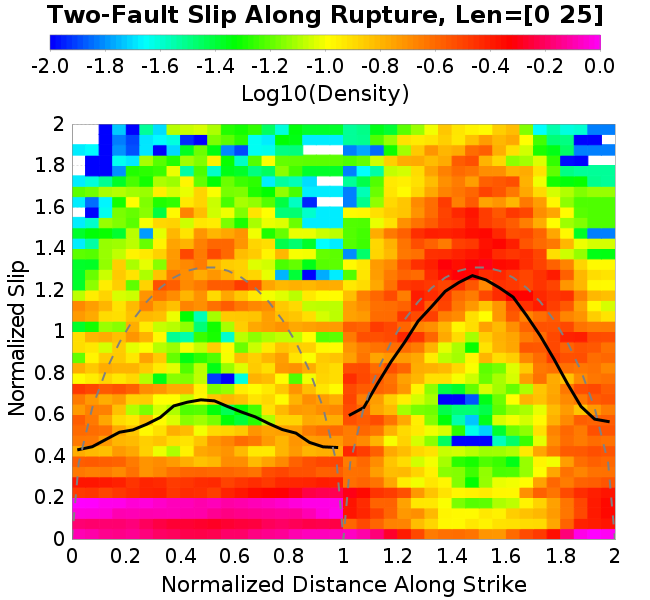 Two-Fault Slip Along Rupture, Len=[0 25]
-2.0 -1.8 -1.6 -1.4 -1.2 -1.0 -0.8 -0.6 -0.4 -0.2 0.0
Log10(Density)
2
1.8
1.6
1.4
1.2
1
0.8
0.6
0.4
0.2
0
Normalized Slip
0 0.2 0.4 0.6 0.8 1 1.2 1.4 1.6 1.8 2
Normalized Distance Along Strike